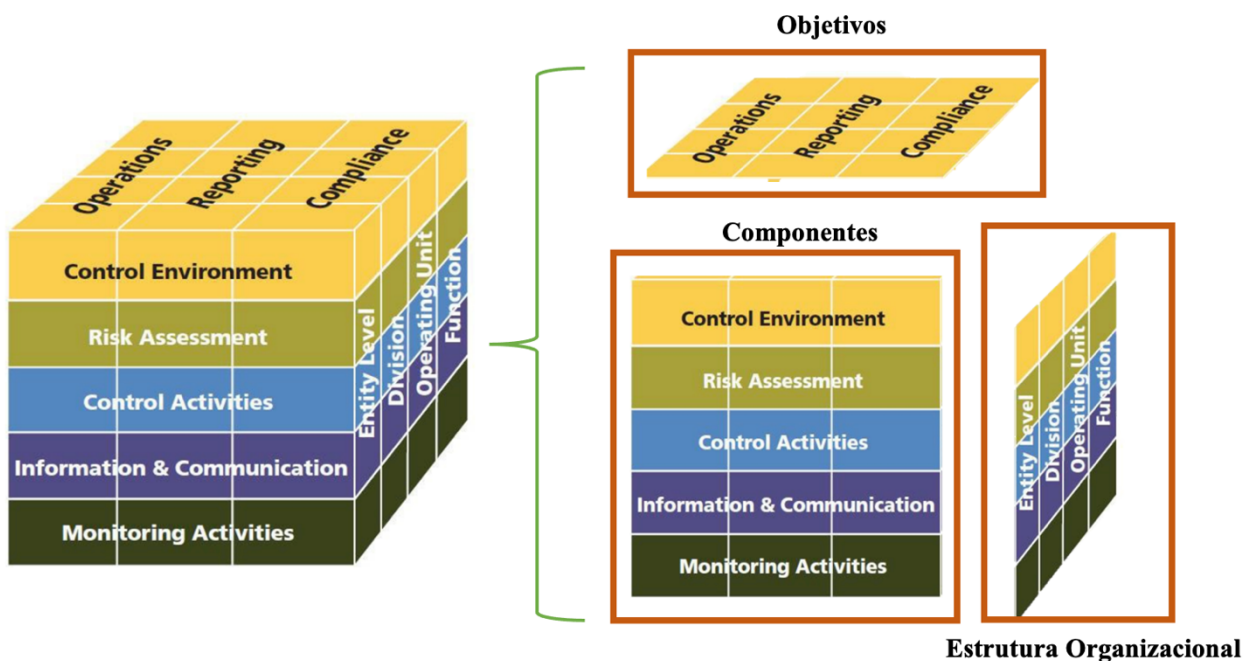 Objetivos
Operations
Reporting
Compliance
Operations
Reporting
Compliance
Componentes
Control Environment
Risk Assessment
Control Activities
Information & Communication
Monitoring Activities
Entity Level
Division
Operating Unit
Function
Control Environment
Risk Assessment
Control Activities
Information & Communication
Monitoring Activities
Entity Level
Division
Operating Unit
Function
Estrutura Organizacional